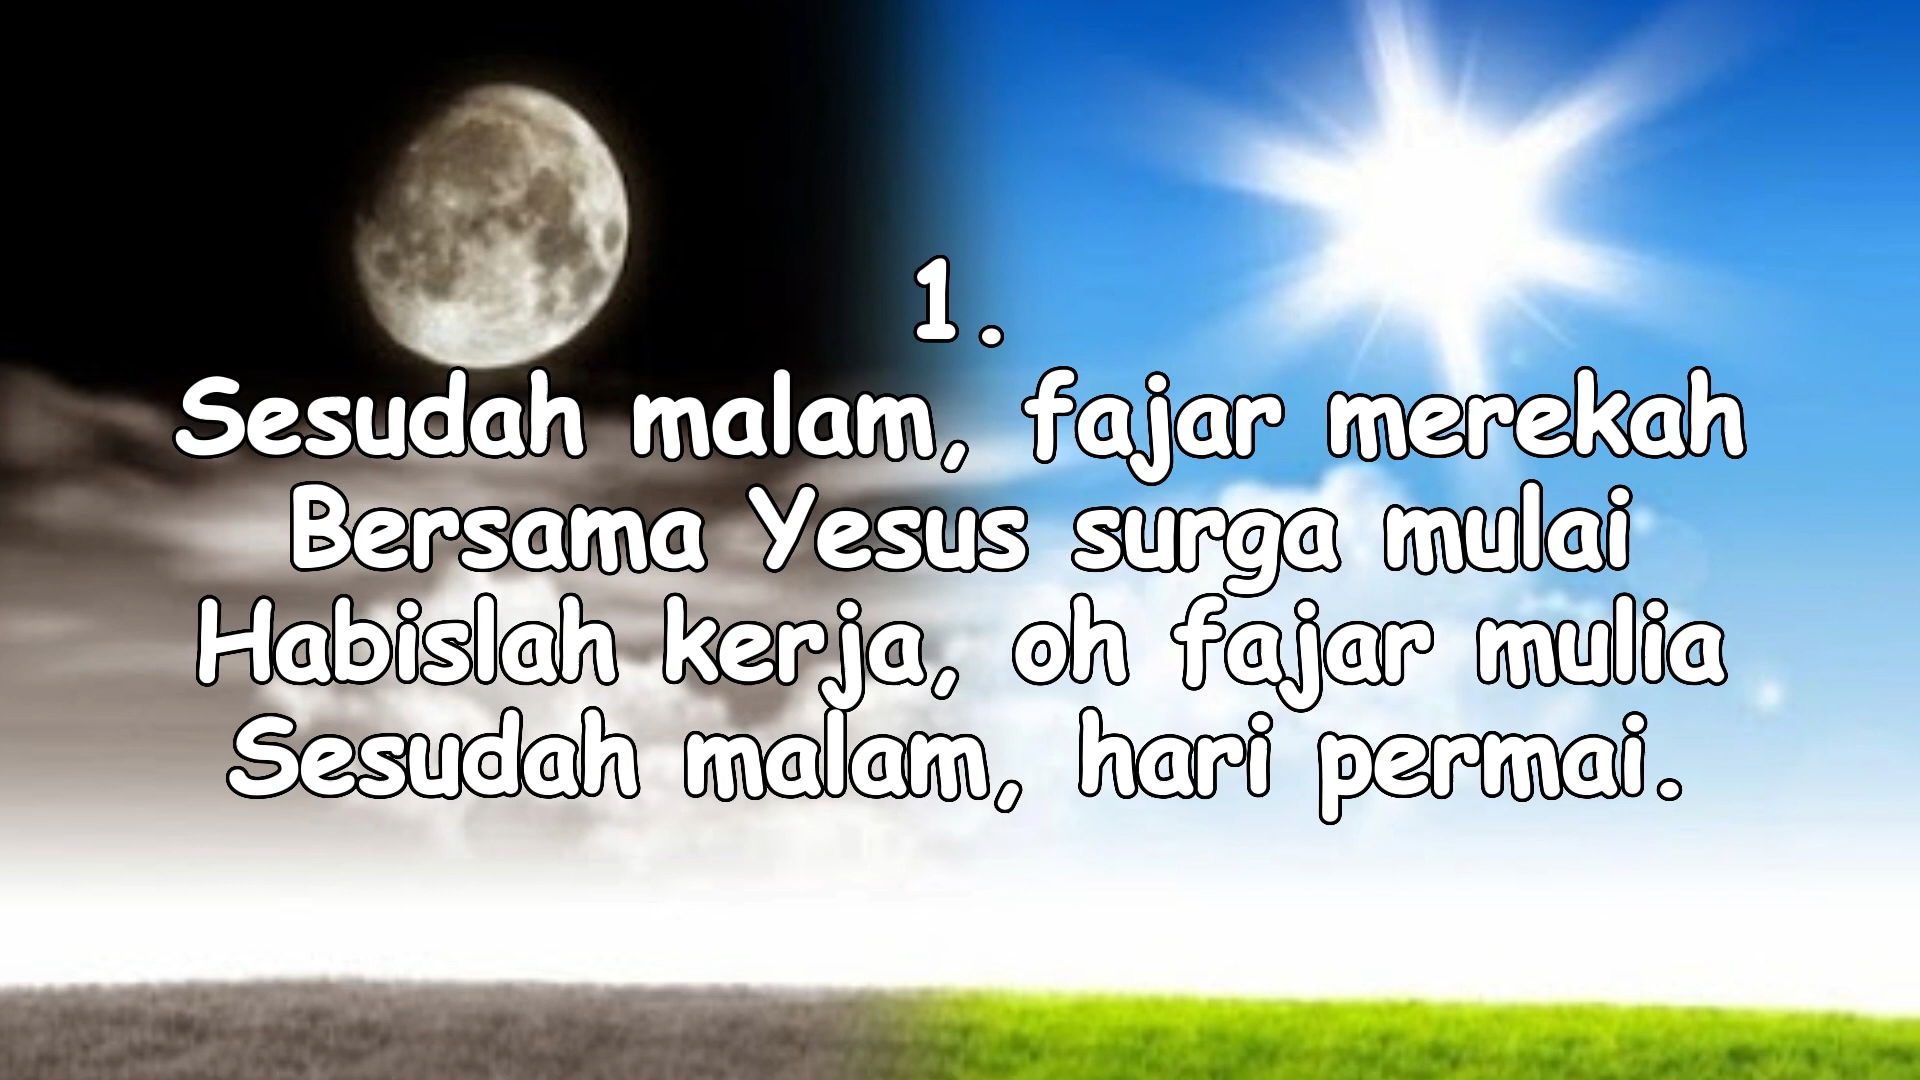 1.
Sesudah malam, fajar merekah
Bersama Yesus surga mulai
Habislah kerja, oh fajar mulia
Sesudah malam, hari permai.